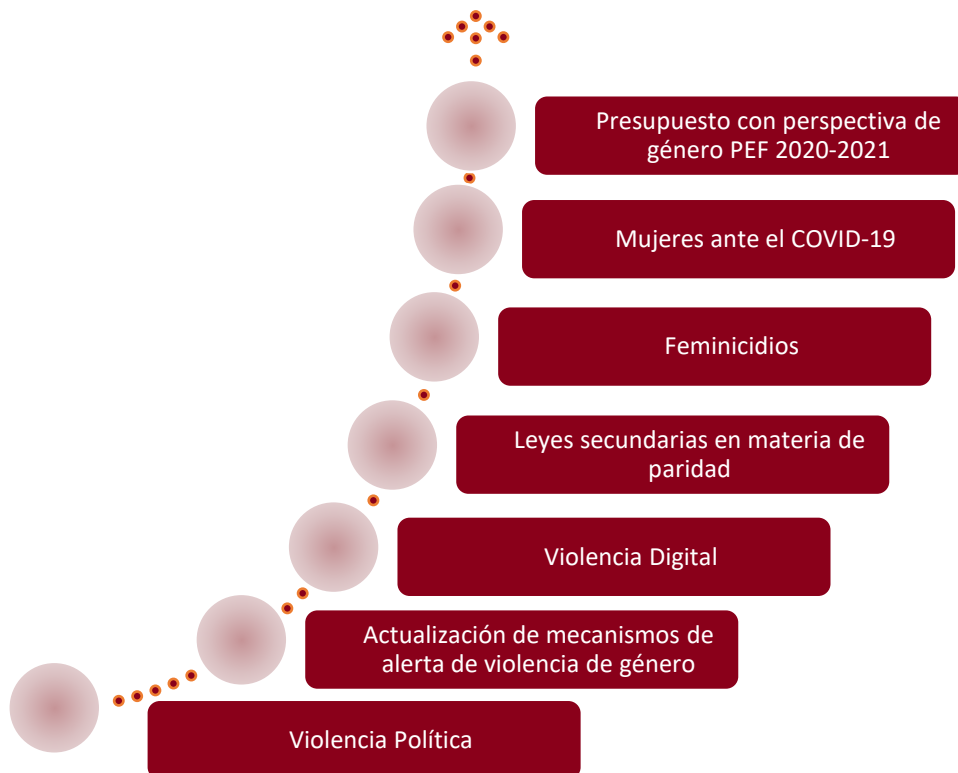 Presupuesto con perspectiva de
género PEF 2020-2021
Mujeres ante el COVID-19
Feminicidios
Leyes secundarias en materia de
paridad
Violencia Digital
Actualización de mecanismos de
alerta de violencia de género
Violencia Política